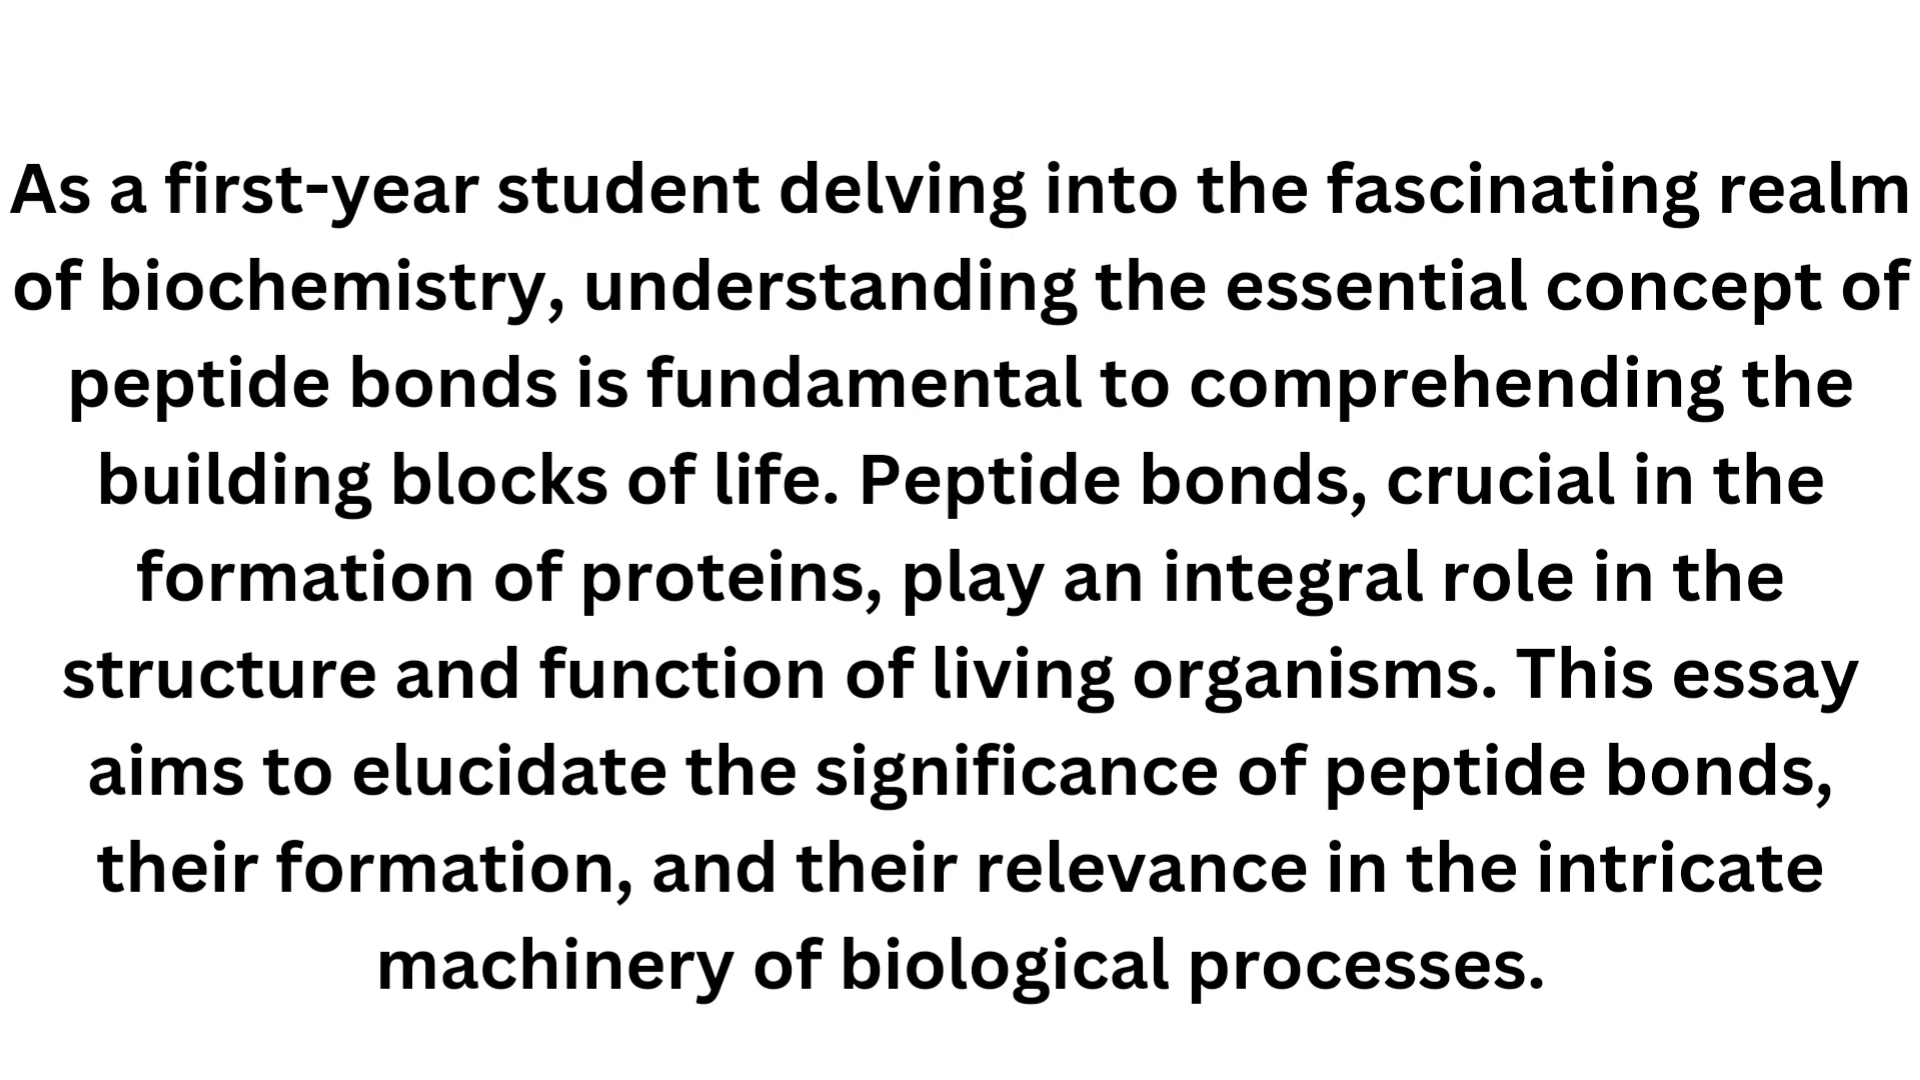 As a first-year student delving into the fascinating realm
of biochemistry, understanding the essential concept of
peptide bonds is fundamental to comprehending the
building blocks of life. Peptide bonds, crucial in the
formation of proteins, play an integral role in the
structure and function of living organisms. This essay
aims to elucidate the significance of peptide bonds,
their formation, and their relevance in the intricate
machinery of biological processes.